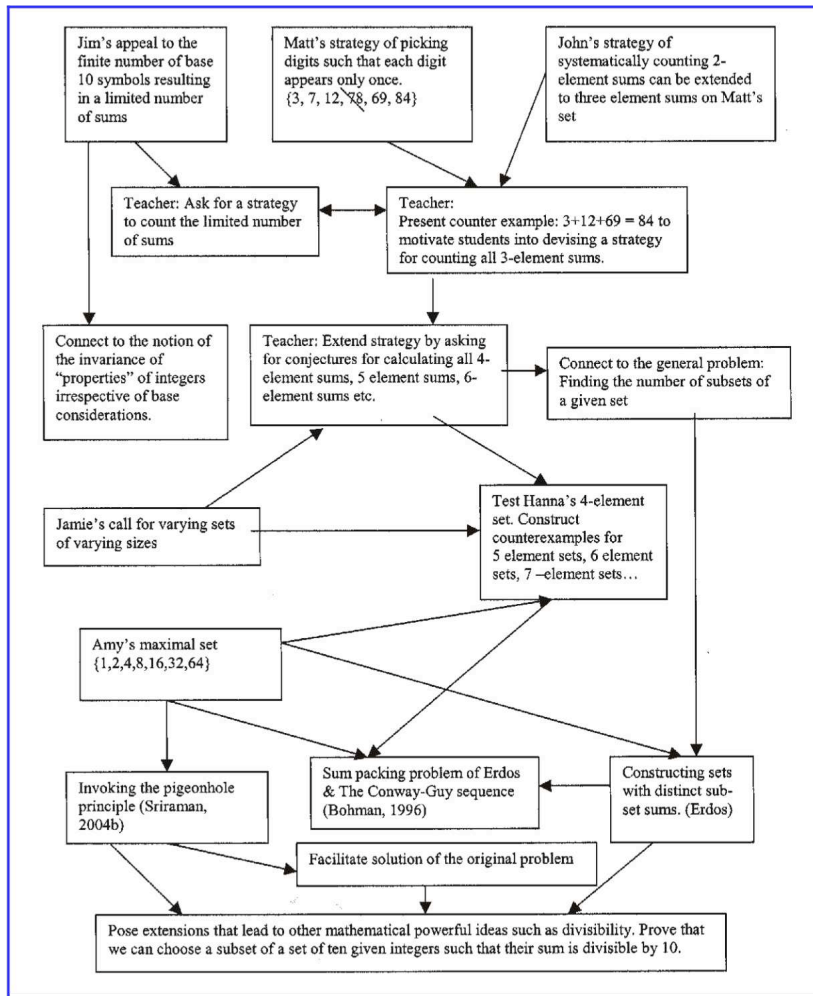 Jim's appeal to the
finite number of base
10 symbols resulting
in a limited number
of sums
Matt's strategy of picking
digits such that each digit
appears only once.
{3, 7, 12, 78, 69, 84}
John's strategy of
systematically counting 2-
element sums can be extended
to three element sums on Matt's
set
Teacher: Ask for a strategy
to count the limited number
of sums
Teacher:
Present counter example: 3+12+69 = 84 to
motivate students into devising a strategy
for counting all 3-element sums.
Connect to the notion of
the invariance of
“properties” of integers
irrespective of base
considerations.
Teacher: Extend strategy by asking
for conjectures for calculating all 4-
element sums, 5 element sums, 6-
element sums etc.
Connect to the general problem:
Finding the number of subsets of
a given set
Jamie's call for varying sets
of varying sizes
Test Hanna's 4-element
set. Construct
counterexamples for
5 element sets, 6 element
sets, 7 –element sets…
Amy's maximal set
{1,2,4,8,16,32,64}
Invoking the pigeonhole
principle (Sriraman,
2004b)
Sum packing problem of Erdos
& The Conway-Guy sequence
(Bohman, 1996)
Constructing sets
with distinct sub-
set sums. (Erdos)
Facilitate solution of the original problem
Pose extensions that lead to other mathematical powerful ideas such as divisibility. Prove that
we can choose a subset of a set of ten given integers such that their sum is divisible by 10.